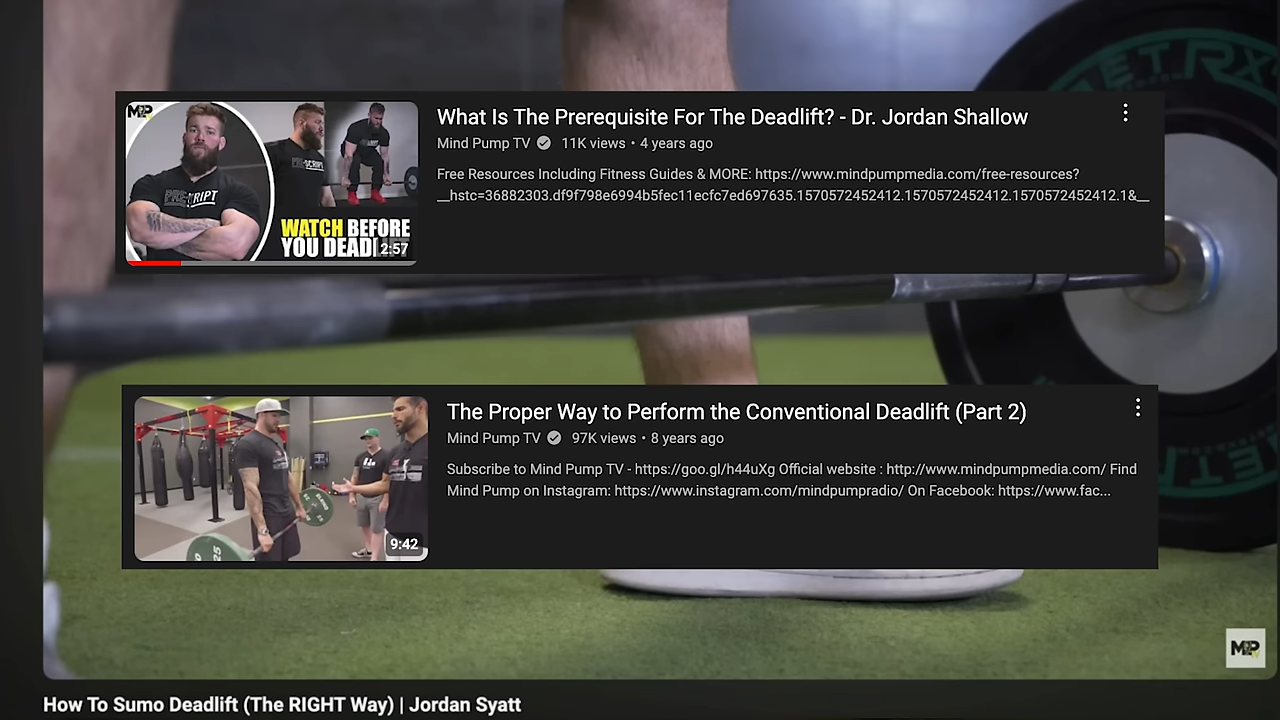 ETRX
MP
PRE-SCRIPT
PRE-SCRIPT
WATCH BEFORE
YOU DEADLIFT
2:57
What Is The Prerequisite For The Deadlift? - Dr. Jordan Shallow
Mind Pump TV 11K views • 4 years ago
Free Resources Including Fitness Guides & MORE: https://www.mindpumpmedia.com/free-resources?
__hstc=36882303.df9f798e6994b5fec11ecfc7ed697635.1570572452412.1570572452412.1570572452412.1&__
25
9:42
The Proper Way to Perform the Conventional Deadlift (Part 2)
Mind Pump TV 97K views • 8 years ago
Subscribe to Mind Pump TV - https://goo.gl/h44uXg Official website : http://www.mindpumpmedia.com/ Find
Mind Pump on Instagram: https://www.instagram.com/mindpumpradio/ On Facebook: https://www.fac...
MP
How To Sumo Deadlift (The RIGHT Way) | Jordan Syatt